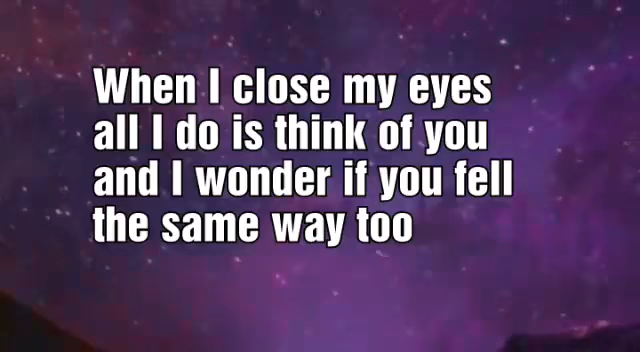 When I close my eyes
all I do is think of you
and I wonder if you fell
the same way too